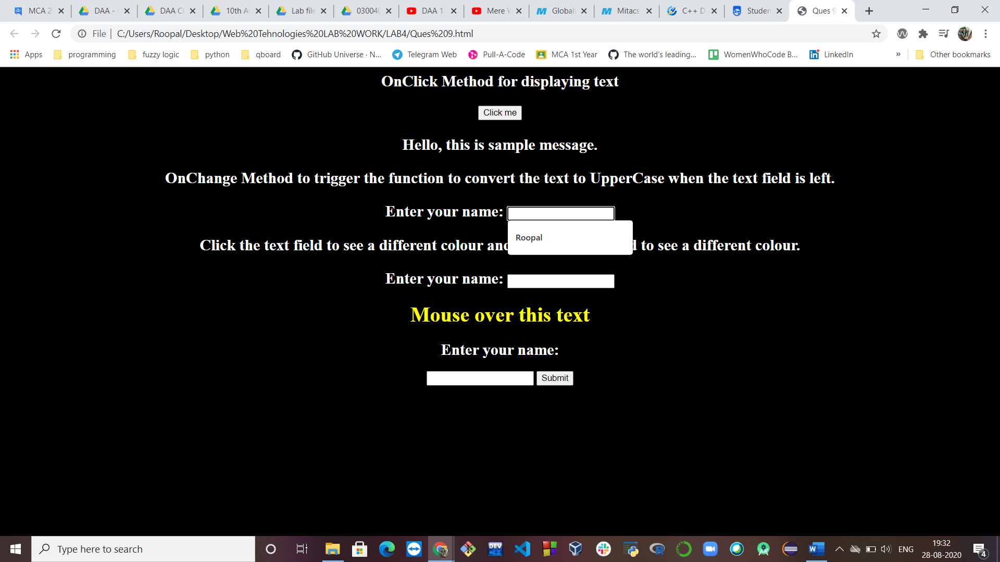 MCA 2
DAA -
DAA Cl
10th A
Lab file
03004
DAA 1.
Mere
Globali
Mitacs
C++ D
Studen
Ques 9
File
C:/Users/Roopal/Desktop/Web%20Tehnologies%20LAB%20WORK/LAB4/Ques%209.html
Apps
programming
fuzzy logic
python
qboard
GitHub Universe · N...
Telegram Web
Pull-A-Code
MCA 1st Year
The world's leading...
WomenWhoCode B...
LinkedIn
»
Other bookmarks
OnClick Method for displaying text
Click me
Hello, this is sample message.
OnChange Method to trigger the function to convert the text to UpperCase when the text field is left.
Enter your name:
Roopal
Click the text field to see a different colour and to see a different colour.
Enter your name:
Mouse over this text
Enter your name:
Submit
Type here to search
DEV
C++
ENG
19:32
28-08-2020
4